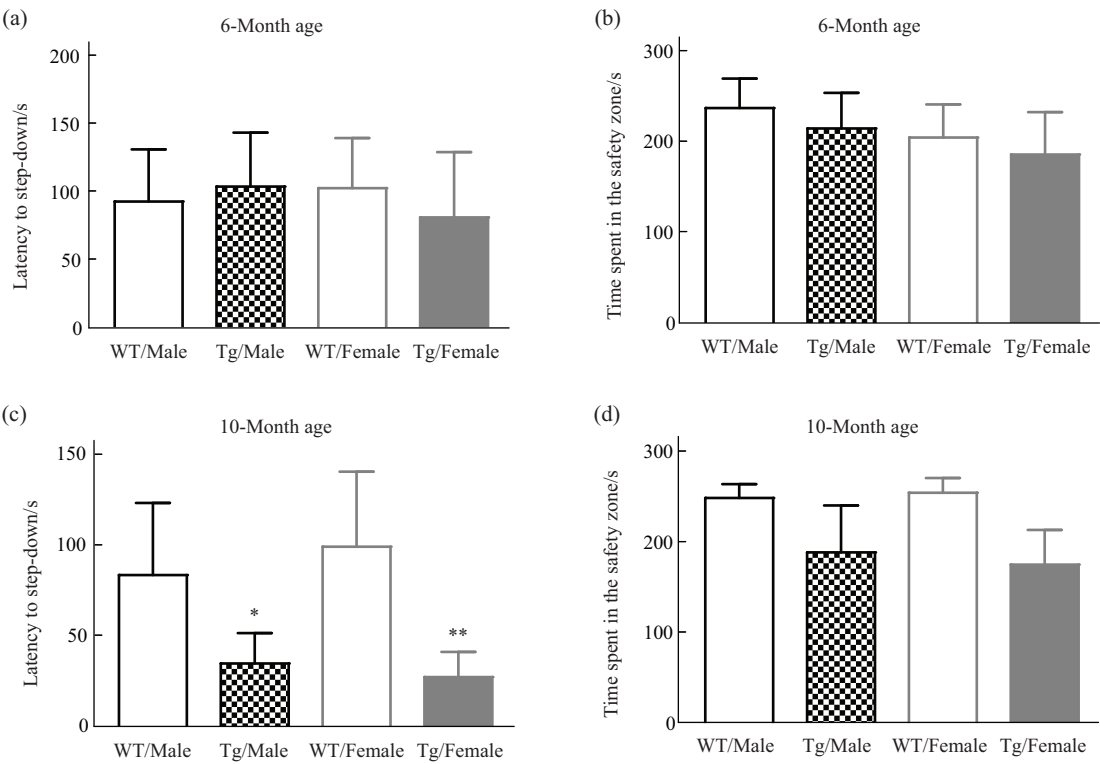 (a)
6-Month age
Latency to step-down/s
200
150
100
50
0
WT/Male Tg/Male WT/Female Tg/Female
(b)
6-Month age
Time spent in the safety zone/s
300
200
100
0
WT/Male Tg/Male WT/Female Tg/Female
(c)
10-Month age
Latency to step-down/s
150
100
50
0
*
**
WT/Male Tg/Male WT/Female Tg/Female
(d)
10-Month age
Time spent in the safety zone/s
300
200
100
0
WT/Male Tg/Male WT/Female Tg/Female